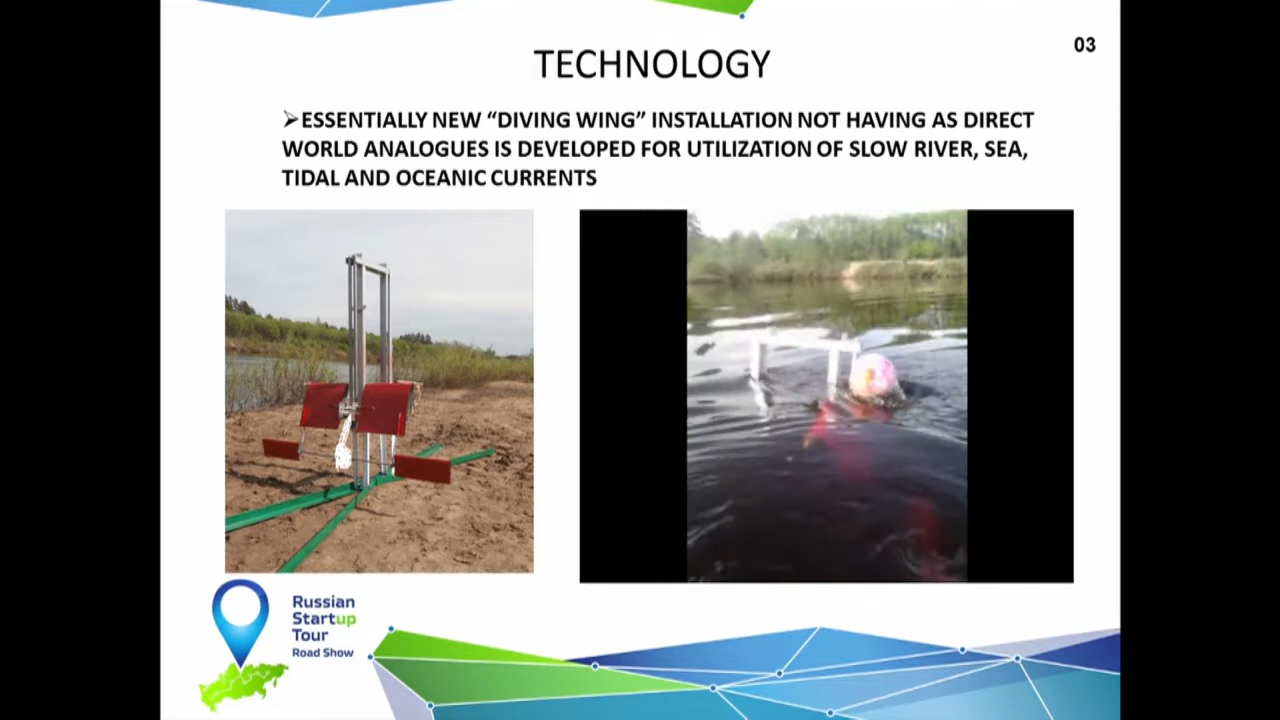 03
TECHNOLOGY
➢ESSENTIALLY NEW “DIVING WING” INSTALLATION NOT HAVING AS DIRECT
WORLD ANALOGUES IS DEVELOPED FOR UTILIZATION OF SLOW RIVER, SEA,
TIDAL AND OCEANIC CURRENTS
Russian
Startup
Tour
Road Show